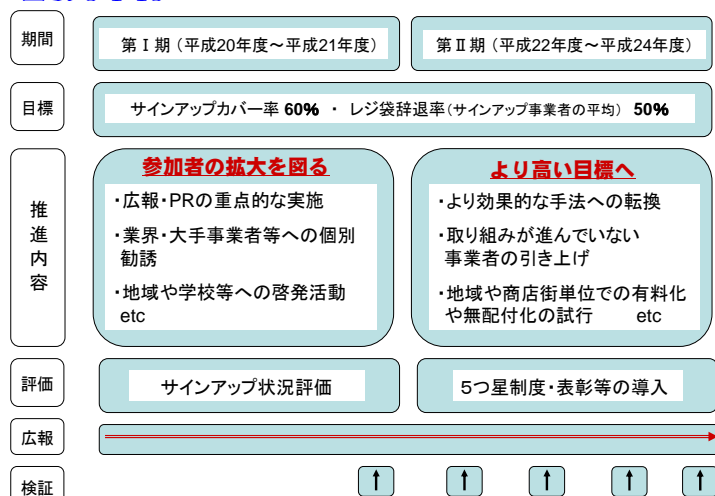 期間
第Ⅰ期（平成20年度～平成21年度）
第Ⅱ期（平成22年度～平成24年度）
目標
サインアップカバー率 60% ・ レジ袋辞退率（サインアップ事業者の平均） 50%
推進内容
参加者の拡大を図る
・広報・PRの重点的な実施
・業界・大手事業者等への個別
勧誘
・地域や学校等への啓発活動
etc
より高い目標へ
・より効果的な手法への転換
・取り組みが進んでいない
事業者の引き上げ
・地域や商店街単位での有料化
や無配付化の試行 etc
評価
サインアップ状況評価
5つ星制度・表彰等の導入
広報
検証